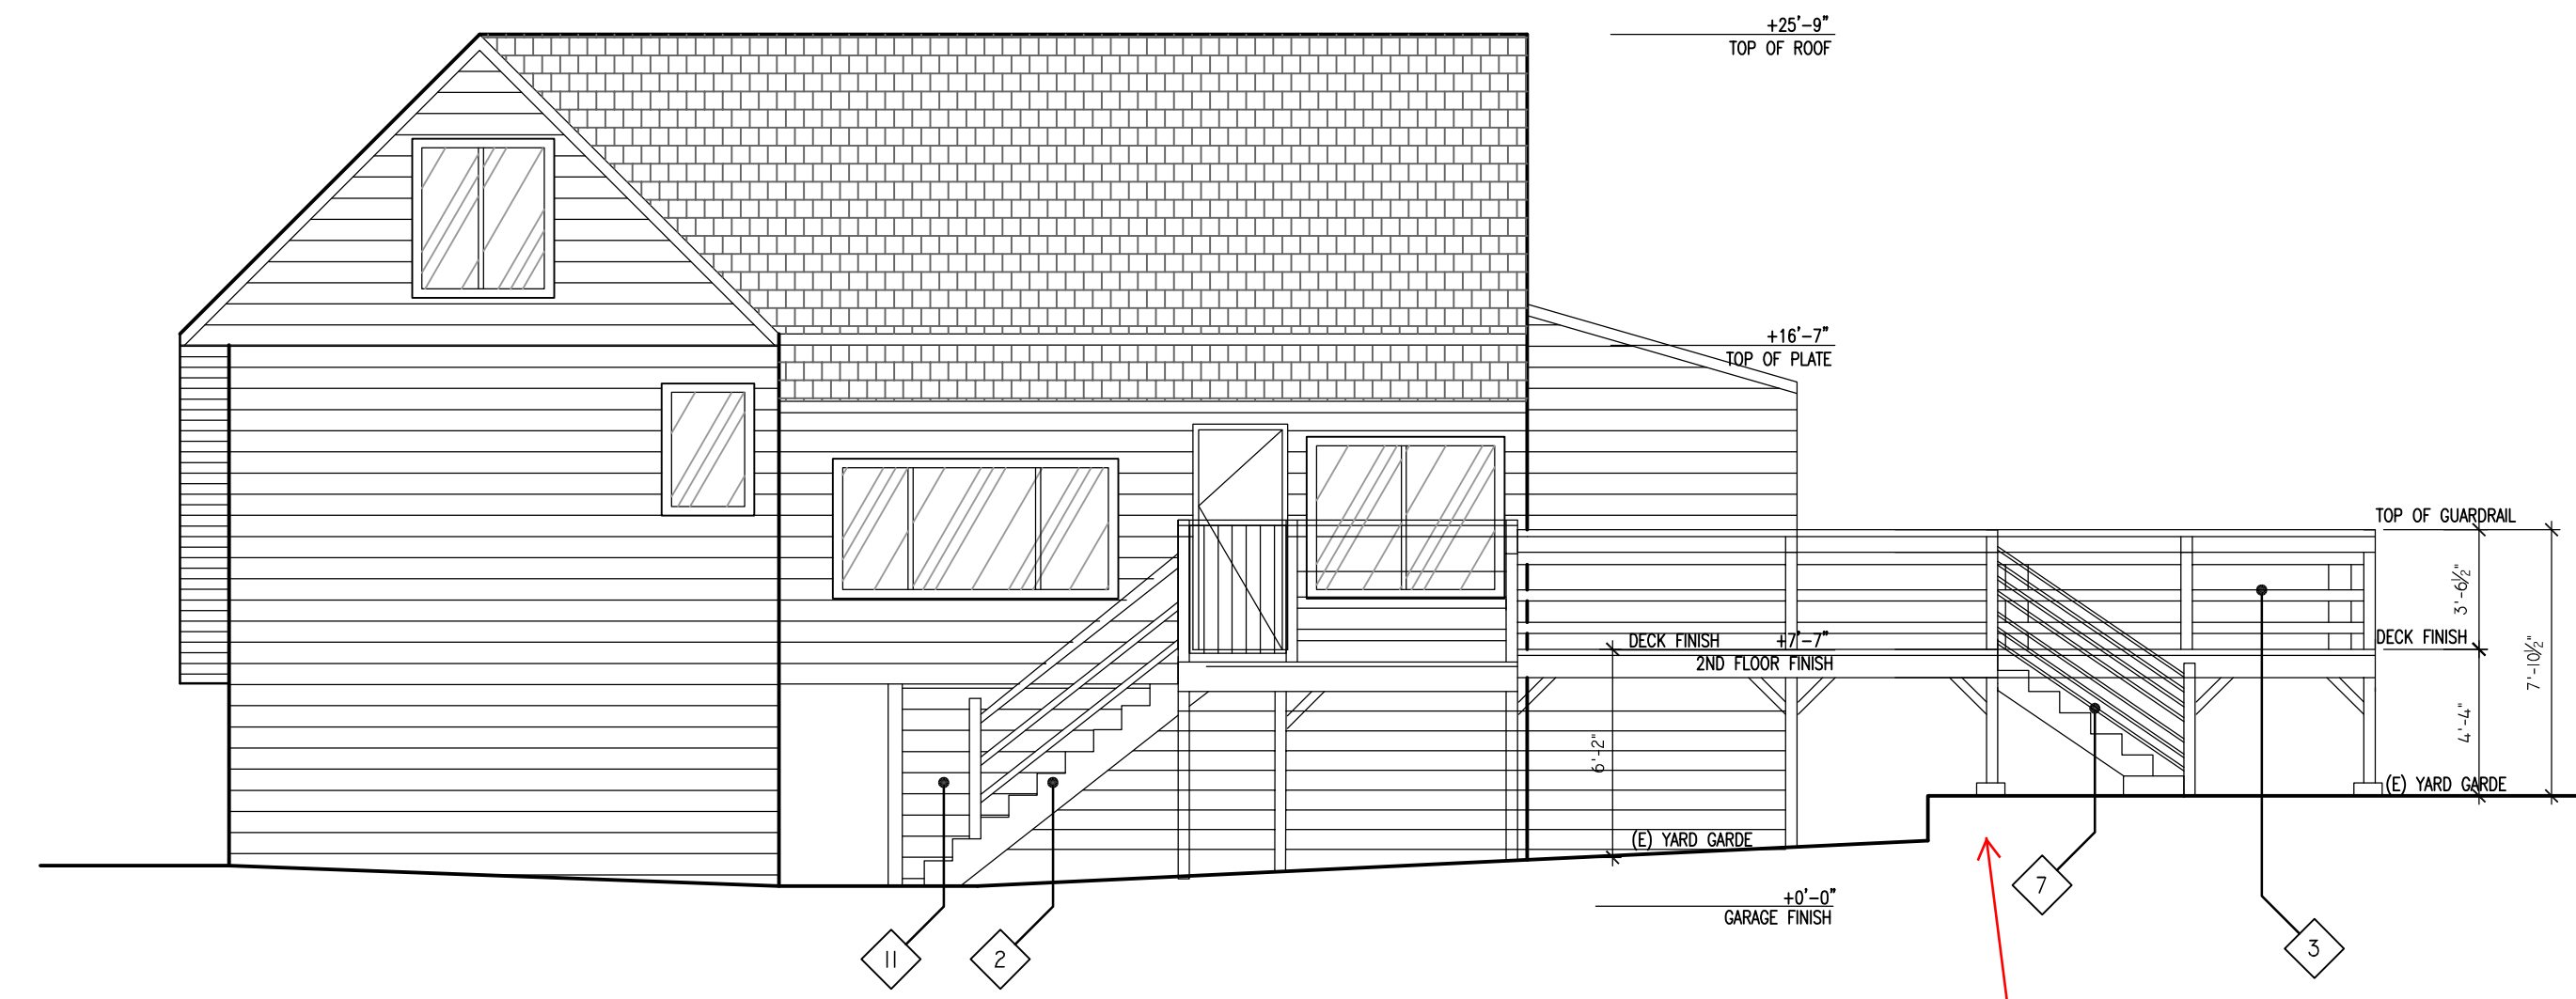 +25'-9"
TOP OF ROOF
+16'-7"
TOP OF PLATE
TOP OF GUARDRAIL
3'-6½"
DECK FINISH +7'-7"
2ND FLOOR FINISH
DECK FINISH
7'-10½"
4'-4"
6'-2"
(E) YARD GARDE
(E) YARD GARDE
+0'-0"
GARAGE FINISH
7
11
2
3